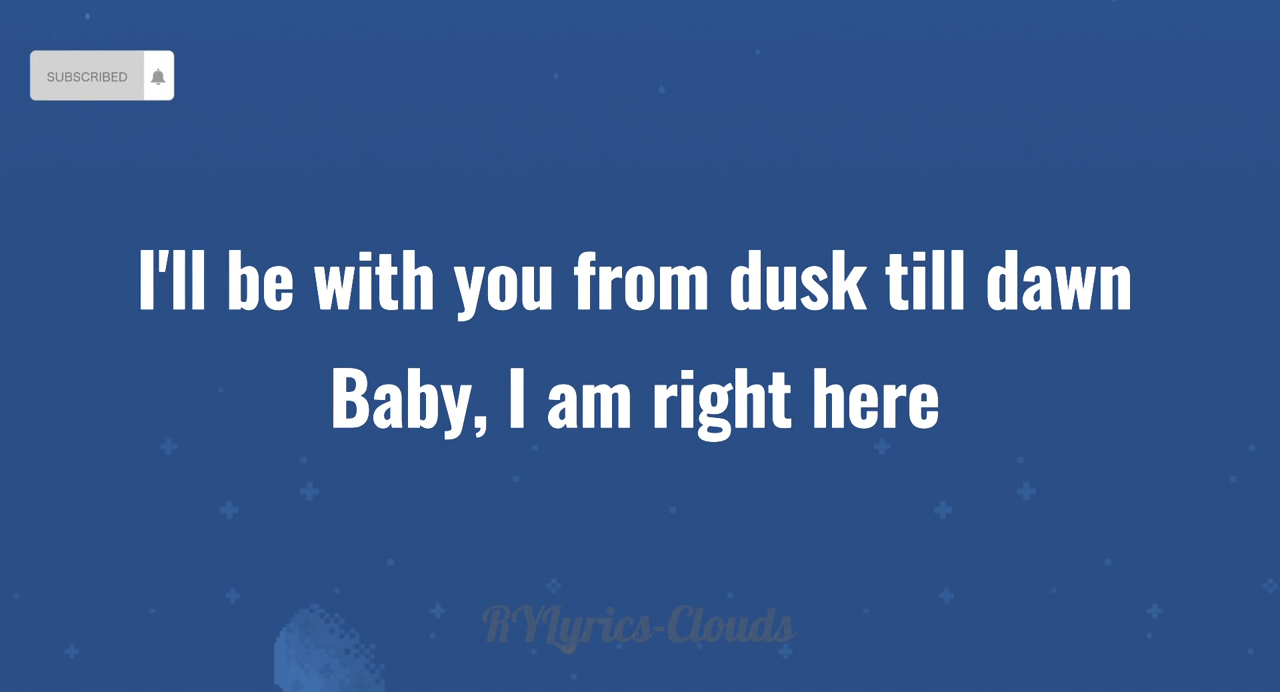 SUBSCRIBED
I'll be with you from dusk till dawn
Baby, I am right here
RYLyrics-Clouds